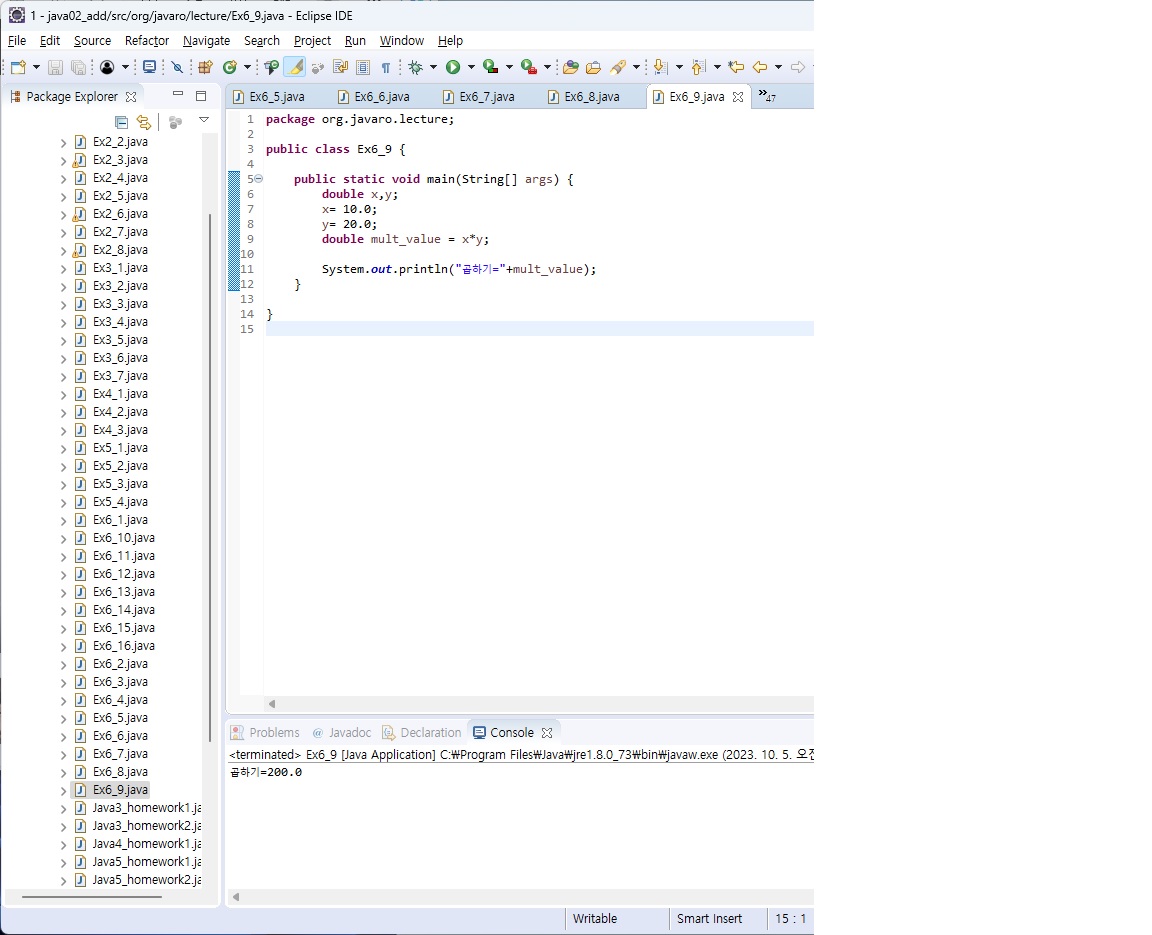 1 - java02_add/src/org/javaro/lecture/Ex6_9.java - Eclipse IDE
File Edit Source Refactor Navigate Search Project Run Window Help
Package Explorer
Ex2_2.java
Ex2_3.java
Ex2_4.java
Ex2_5.java
Ex2_6.java
Ex2_7.java
Ex2_8.java
Ex3_1.java
Ex3_2.java
Ex3_3.java
Ex3_4.java
Ex3_5.java
Ex3_6.java
Ex3_7.java
Ex4_1.java
Ex4_2.java
Ex4_3.java
Ex5_1.java
Ex5_2.java
Ex5_3.java
Ex5_4.java
Ex6_1.java
Ex6_10.java
Ex6_11.java
Ex6_12.java
Ex6_13.java
Ex6_14.java
Ex6_15.java
Ex6_16.java
Ex6_2.java
Ex6_3.java
Ex6_4.java
Ex6_5.java
Ex6_6.java
Ex6_7.java
Ex6_8.java
Ex6_9.java
Java3_homework1.ja
Java3_homework2.ja
Java4_homework1.ja
Java5_homework1.ja
Java5_homework2.ja
Ex6_5.java Ex6_6.java Ex6_7.java Ex6_8.java Ex6_9.java »47
1 package org.javaro.lecture;
2
3 public class Ex6_9 {
4
5 public static void main(String[] args) {
6 double x,y;
7 x= 10.0;
8 y= 20.0;
9 double mult_value = x*y;
10
11 System.out.println("곱하기="+mult_value);
12 }
13
14 }
15
Problems @ Javadoc Declaration Console
<terminated> Ex6_9 [Java Application] C:₩Program Files₩Java₩jre1.8.0_73₩bin₩javaw.exe (2023. 10. 5. 오전
곱하기=200.0
Writable Smart Insert 15 : 1